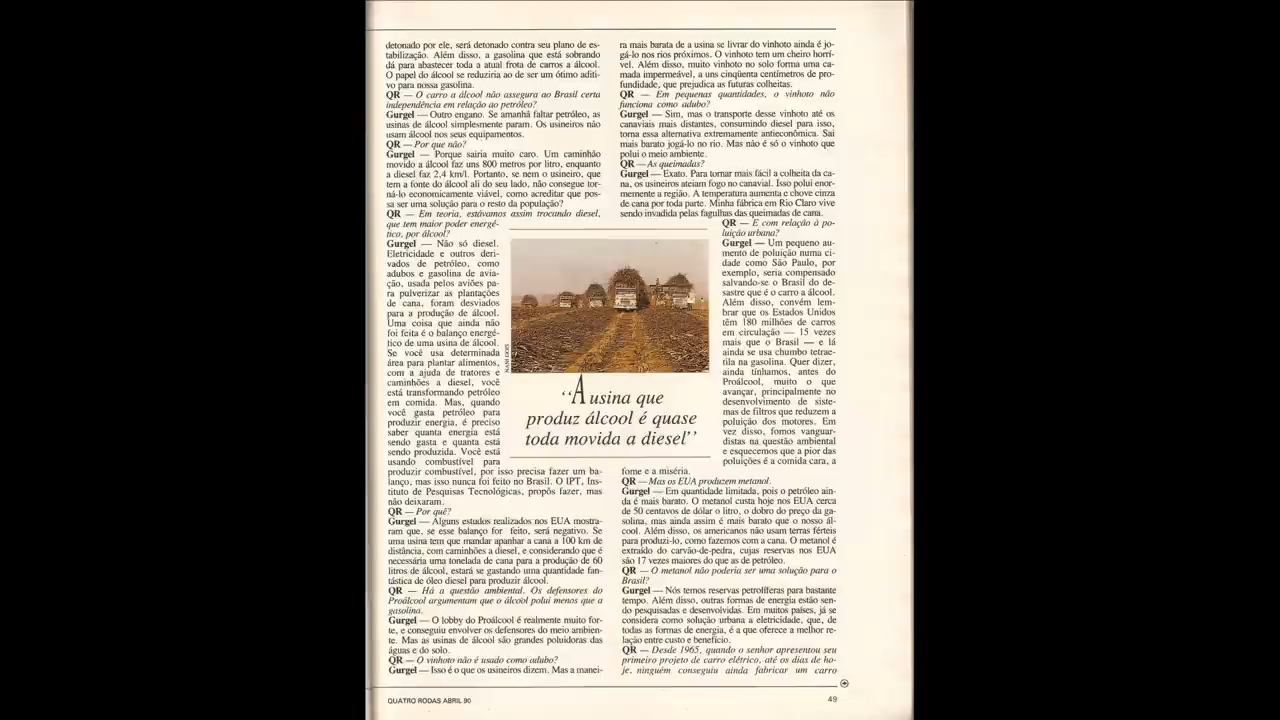 detonado por ele, será detonado contra seu plano de es-
tabilização. Além disso, a gasolina que está sobrando
dá para abastecer toda a atual frota de carros a álcool.
O papel do álcool se reduziria ao de ser um ótimo aditi-
vo para nossa gasolina.
QR — O carro a álcool não assegura ao Brasil certa
independência em relação ao petróleo?
Gurgel — Outro engano. Se amanhã faltar petróleo, as
usinas de álcool simplesmente param. Os usineiros não
usam álcool nos seus equipamentos.
QR — Por que não?
Gurgel — Porque sairia muito caro. Um caminhão
movido a álcool faz uns 800 metros por litro, enquanto
a diesel faz 2,4 km/l. Portanto, se nem o usineiro, que
tem a fonte do álcool ali do seu lado, não consegue tor-
ná-lo economicamente viável, como acreditar que pos-
sa ser uma solução para o resto da população?
QR — Em teoria, estávamos assim trocando diesel,
que tem maior poder energé-
tico, por álcool?
Gurgel — Não só diesel.
Eletricidade e outros deri-
vados de petróleo, como
adubos e gasolina de avia-
ção, usada pelos aviões pa-
ra pulverizar as plantações
de cana, foram desviados
para a produção de álcool.
Uma coisa que ainda não
foi feita é o balanço energé-
tico de uma usina de álcool.
Se você usa determinada
área para plantar alimentos,
com a ajuda de tratores e
caminhões a diesel, você
está transformando petróleo
em comida. Mas, quando
você gasta petróleo para
produzir energia, é preciso
saber quanta energia está
sendo gasta e quanta está
sendo produzida. Você está
usando combustível para
produzir combustível, por isso precisa fazer um ba-
lanço, mas isso nunca foi feito no Brasil. O IPT, Ins-
tituto de Pesquisas Tecnológicas, propôs fazer, mas
não deixaram.
QR — Por quê?
Gurgel — Alguns estudos realizados nos EUA mostra-
ram que, se esse balanço for feito, será negativo. Se
uma usina tem que mandar apanhar a cana a 100 km de
distância, com caminhões a diesel, e considerando que é
necessária uma tonelada de cana para a produção de 60
litros de álcool, estará se gastando uma quantidade fan-
tástica de óleo diesel para produzir álcool.
QR — Há a questão ambiental. Os defensores do
Proálcool argumentam que o álcool polui menos que a
gasolina.
Gurgel — O lobby do Proálcool é realmente muito for-
te, e conseguiu envolver os defensores do meio ambien-
te. Mas as usinas de álcool são grandes poluidoras das
águas e do solo.
QR — O vinhoto não é usado como adubo?
Gurgel — Isso é o que os usineiros dizem. Mas a manei-
ra mais barata de a usina se livrar do vinhoto ainda é jo-
gá-lo nos rios próximos. O vinhoto tem um cheiro horrí-
vel. Além disso, muito vinhoto no solo forma uma ca-
mada impermeável, a uns cinqüenta centímetros de pro-
fundidade, que prejudica as futuras colheitas.
QR — Em pequenas quantidades, o vinhoto não
funciona como adubo?
Gurgel — Sim, mas o transporte desse vinhoto até os
canaviais mais distantes, consumindo diesel para isso,
torna essa alternativa extremamente antieconômica. Sai
mais barato jogá-lo no rio. Mas não é só o vinhoto que
polui o meio ambiente.
QR — As queimadas?
Gurgel — Exato. Para tornar mais fácil a colheita da ca-
na, os usineiros ateiam fogo no canavial. Isso polui enor-
memente a região. A temperatura aumenta e chove cinza
de cana por toda parte. Minha fábrica em Rio Claro vive
sendo invadida pelas fagulhas das queimadas de cana.
QR — E com relação à po-
luição urbana?
Gurgel — Um pequeno au-
mento de poluição numa ci-
dade como São Paulo, por
exemplo, seria compensado
salvando-se o Brasil do de-
sastre que é o carro a álcool.
Além disso, convém lem-
brar que os Estados Unidos
têm 180 milhões de carros
em circulação — 15 vezes
mais que o Brasil — e lá
ainda se usa chumbo tetrae-
tila na gasolina. Quer dizer,
ainda tínhamos, antes do
Proálcool, muito o que
avançar, principalmente no
desenvolvimento de siste-
mas de filtros que reduzem a
poluição dos motores. Em
vez disso, fomos vanguar-
distas na questão ambiental
e esquecemos que a pior das
poluições é a comida cara, a
fome e a miséria.
QR — Mas os EUA produzem metanol.
Gurgel — Em quantidade limitada, pois o petróleo ain-
da é mais barato. O metanol custa hoje nos EUA cerca
de 50 centavos de dólar o litro, o dobro do preço da ga-
solina, mas ainda assim é mais barato que o nosso ál-
cool. Além disso, os americanos não usam terras férteis
para produzi-lo, como fazemos com a cana. O metanol é
extraído do carvão-de-pedra, cujas reservas nos EUA
são 17 vezes maiores do que as de petróleo.
QR — O metanol não poderia ser uma solução para o
Brasil?
Gurgel — Nós temos reservas petrolíferas para bastante
tempo. Além disso, outras formas de energia estão sen-
do pesquisadas e desenvolvidas. Em muitos países, já se
considera como solução urbana a eletricidade, que, de
todas as formas de energia, é a que oferece a melhor re-
lação entre custo e benefício.
QR — Desde 1965, quando o senhor apresentou seu
primeiro projeto de carro elétrico, até os dias de ho-
je, ninguém conseguiu ainda fabricar um carro
“A usina que
produz álcool é quase
toda movida a diesel”
QUATRO RODAS ABRIL 90
49